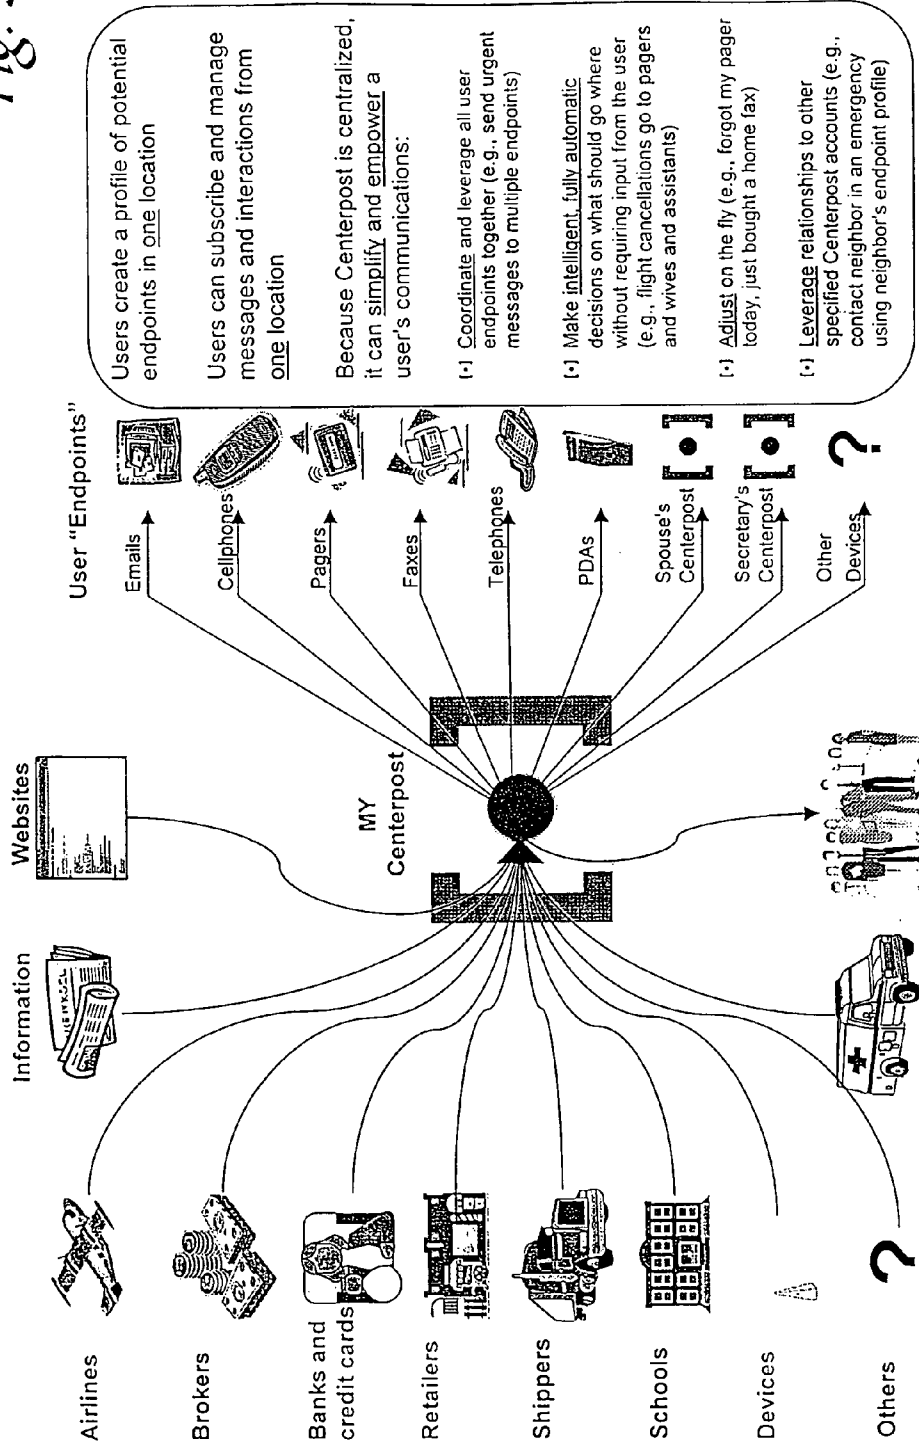 Fig.
Airlines
Brokers
Banks and
credit cards
Retailers
Shippers
Schools
Devices
Others
Information
Websites
MY
Centerpost
User "Endpoints"
Emails
Cellphones
Pagers
Faxes
Telephones
PDAs
Spouse's
Centerpost
Secretary's
Centerpost
Other
Devices
Users create a profile of potential
endpoints in one location
Users can subscribe and manage
messages and interactions from
one location
Because Centerpost is centralized,
it can simplify and empower a
user's communications:
[•] Coordinate and leverage all user
endpoints together (e.g., send urgent
messages to multiple endpoints)
[•] Make intelligent, fully automatic
decisions on what should go where
without requiring input from the user
(e.g., flight cancellations go to pagers
and wives and assistants)
[•] Adjust on the fly (e.g., forgot my pager
today, just bought a home fax)
[•] Leverage relationships to other
specified Centerpost accounts (e.g.,
contact neighbor in an emergency
using neighbor's endpoint profile)